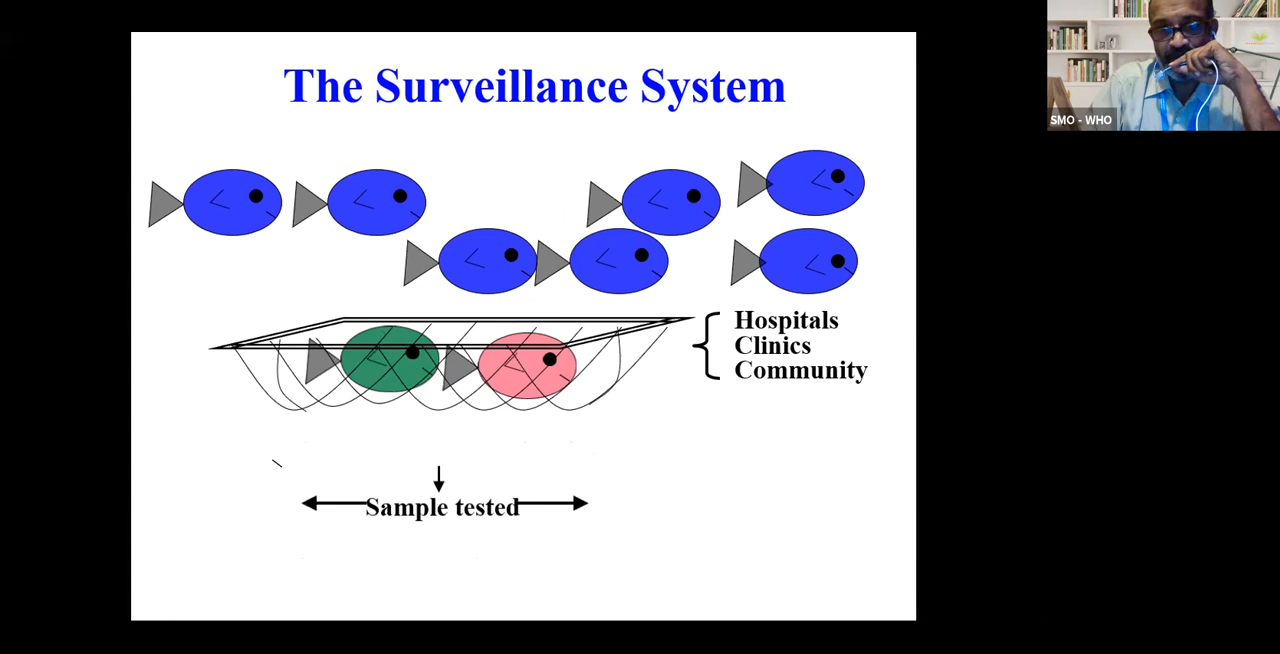 The Surveillance System
SMO - WHO
Hospitals
Clinics
Community
Sample tested